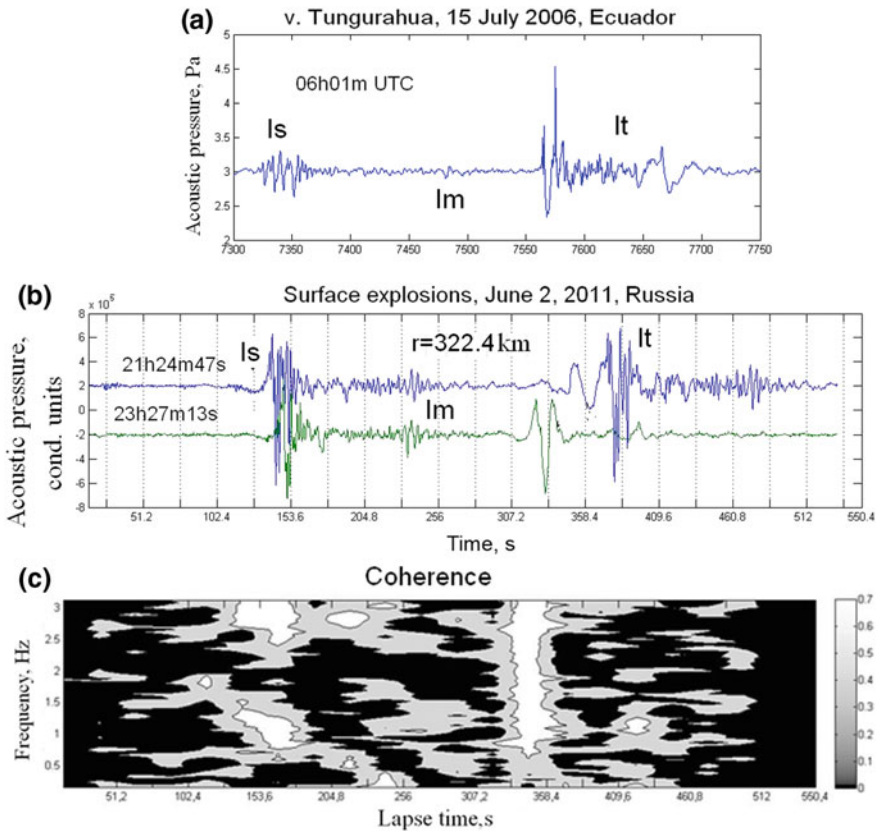 (a) v. Tungurahua, 15 July 2006, Ecuador
Acoustic pressure, Pa
5
4.5
4
3.5
3
2.5
2
06h01m UTC
Is
Im
It
7300 7350 7400 7450 7500 7550 7600 7650 7700 7750
(b) Surface explosions, June 2, 2011, Russia
Acoustic pressure,
cond. units
× 10⁵
8
6
4
2
0
-2
-4
-6
-8
21h24m47s
23h27m13s
Is
r=322.4km
Im
It
51,2 102,4 153,6 204,8 256 307,2 358,4 409,6 460,8 512 550,4
Time, s
(c) Coherence
Frequency, Hz
3
2.5
2
1.5
1
0.5
0.7
0.6
0.5
0.4
0.3
0.2
0.1
0
51,2 102,4 153,6 204,8 256 307,2 358,4 409,6 460,8 512 550,4
Lapse time,s